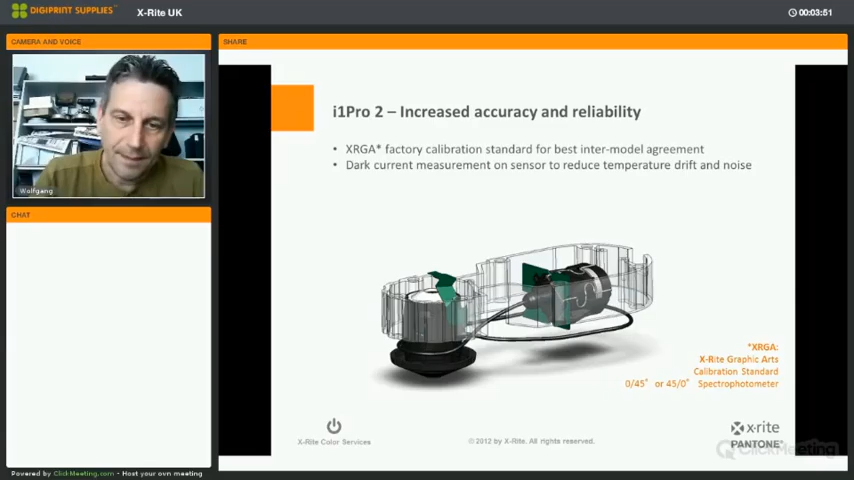 DIGIPRINT SUPPLIES
X-Rite UK
00:03:51
CAMERA AND VOICE
SHARE
Wolfgang
CHAT
i1Pro 2 – Increased accuracy and reliability
• XRGA* factory calibration standard for best inter-model agreement
• Dark current measurement on sensor to reduce temperature drift and noise
*XRGA:
X-Rite Graphic Arts
Calibration Standard
0/45° or 45/0° Spectrophotometer
X-Rite Color Services
© 2012 by X-Rite. All rights reserved.
x·rite
PANTONE®
ClickMeeting
Powered by ClickMeeting.com - Host your own meeting